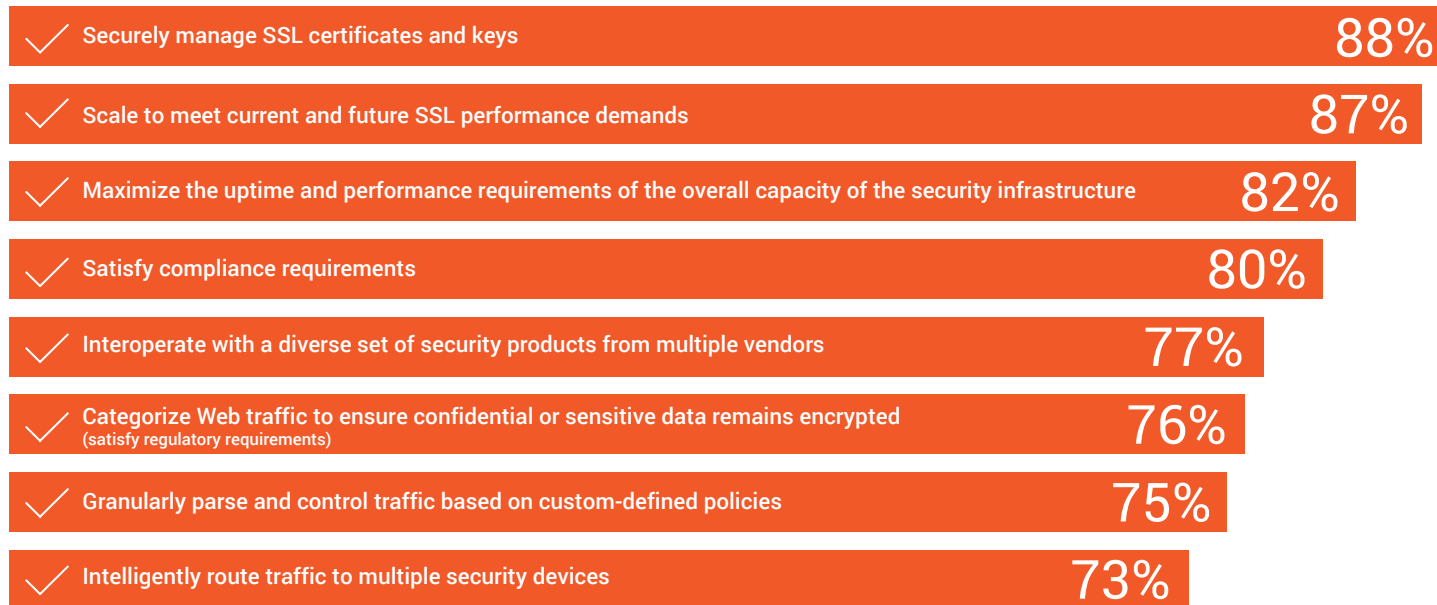 Securely manage SSL certificates and keys 88%
Scale to meet current and future SSL performance demands 87%
Maximize the uptime and performance requirements of the overall capacity of the security infrastructure 82%
Satisfy compliance requirements 80%
Interoperate with a diverse set of security products from multiple vendors 77%
Categorize Web traffic to ensure confidential or sensitive data remains encrypted 76%
(satisfy regulatory requirements)
Granularly parse and control traffic based on custom-defined policies 75%
Intelligently route traffic to multiple security devices 73%